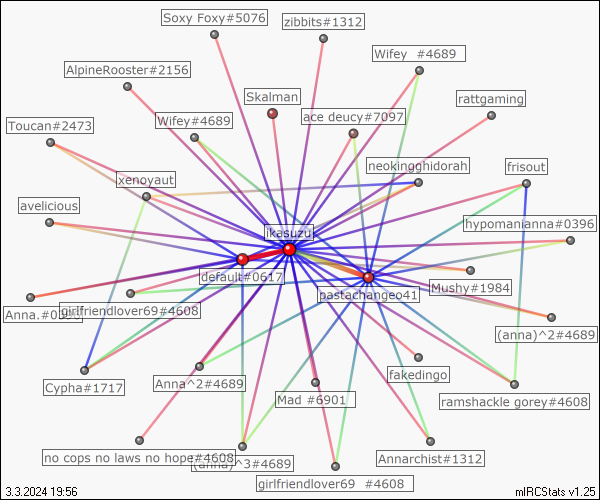 Soxy Foxy#5076
zibbits#1312
Wifey  #4689
AlpineRooster#2156
Skalman
rattgaming
ace deucy#7097
Toucan#2473
Wifey#4689
neokingghidorah
frisout
xenoyaut
avelicious
hypomanianna#0396
ikasuzu
default#0617
Mushy#1984
pastachangeo41
girlfriendlover69#4608
(anna)^2#4689
Cypha#1717
Anna^2#4689
fakedingo
Mad #6901
ramshackle gorey#4608
no cops no laws no hope#4608
(anna)^3#4689
Annarchist#1312
girlfriendlover69  #4608
3.3.2024 19:56
mIRCStats v1.25